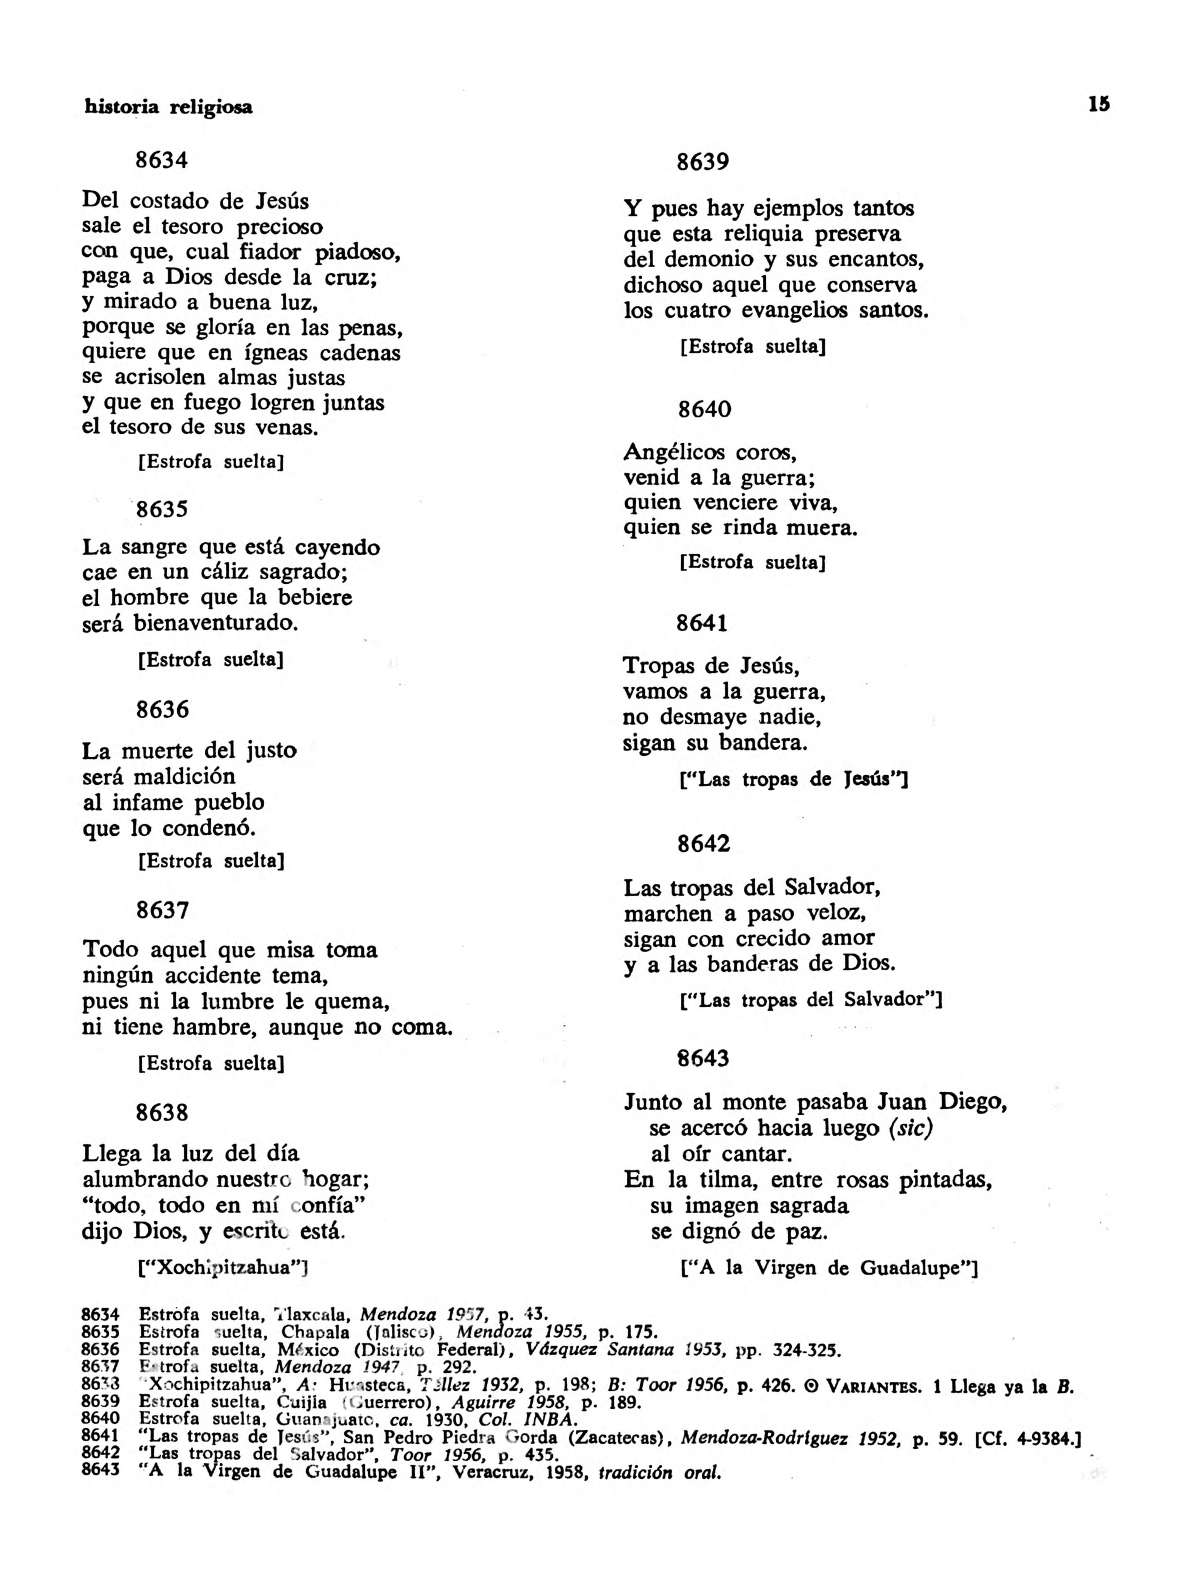 historia religiosa
15
8634
Del costado de Jesús
sale el tesoro precioso
con que, cual fiador piadoso,
paga a Dios desde la cruz;
y mirado a buena luz,
porque se gloría en las penas,
quiere que en ígneas cadenas
se acrisolen almas justas
y que en fuego logren juntas
el tesoro de sus venas.
[Estrofa suelta]
8635
La sangre que está cayendo
cae en un cáliz sagrado;
el hombre que la bebiere
será bienaventurado.
[Estrofa suelta]
8636
La muerte del justo
será maldición
al infame pueblo
que lo condenó.
[Estrofa suelta]
8637
Todo aquel que misa toma
ningún accidente tema,
pues ni la lumbre le quema,
ni tiene hambre, aunque no coma.
[Estrofa suelta]
8638
Llega la luz del día
alumbrando nuestro hogar;
“todo, todo en mí confía”
dijo Dios, y escrito está.
[“Xochipitzahua”]
8639
Y pues hay ejemplos tantos
que esta reliquia preserva
del demonio y sus encantos,
dichoso aquel que conserva
los cuatro evangelios santos.
[Estrofa suelta]
8640
Angélicos coros,
venid a la guerra;
quien venciere viva,
quien se rinda muera.
[Estrofa suelta]
8641
Tropas de Jesús,
vamos a la guerra,
no desmaye nadie,
sigan su bandera.
[“Las tropas de Jesús”]
8642
Las tropas del Salvador,
marchen a paso veloz,
sigan con crecido amor
y a las banderas de Dios.
[“Las tropas del Salvador”]
8643
Junto al monte pasaba Juan Diego,
se acercó hacia luego (sic)
al oír cantar.
En la tilma, entre rosas pintadas,
su imagen sagrada
se dignó de paz.
[“A la Virgen de Guadalupe”]
8634 Estrofa suelta, Tlaxcala, Mendoza 1957, p. 43.
8635 Estrofa suelta, Chapala (Jalisco), Mendoza 1955, p. 175.
8636 Estrofa suelta, México (Distrito Federal), Vázquez Santana 1953, pp. 324-325.
8637 Estrofa suelta, Mendoza 1947, p. 292.
8638 “Xochipitzahua”, A: Huasteca, Téllez 1932, p. 198; B: Toor 1956, p. 426. ⊙ VARIANTES. 1 Llega ya la B.
8639 Estrofa suelta, Cuijla (Guerrero), Aguirre 1958, p. 189.
8640 Estrofa suelta, Guanajuato, ca. 1930, Col. INBA.
8641 “Las tropas de Jesús”, San Pedro Piedra Gorda (Zacatecas), Mendoza-Rodríguez 1952, p. 59. [Cf. 4-9384.]
8642 “Las tropas del Salvador”, Toor 1956, p. 435.
8643 “A la Virgen de Guadalupe II”, Veracruz, 1958, tradición oral.